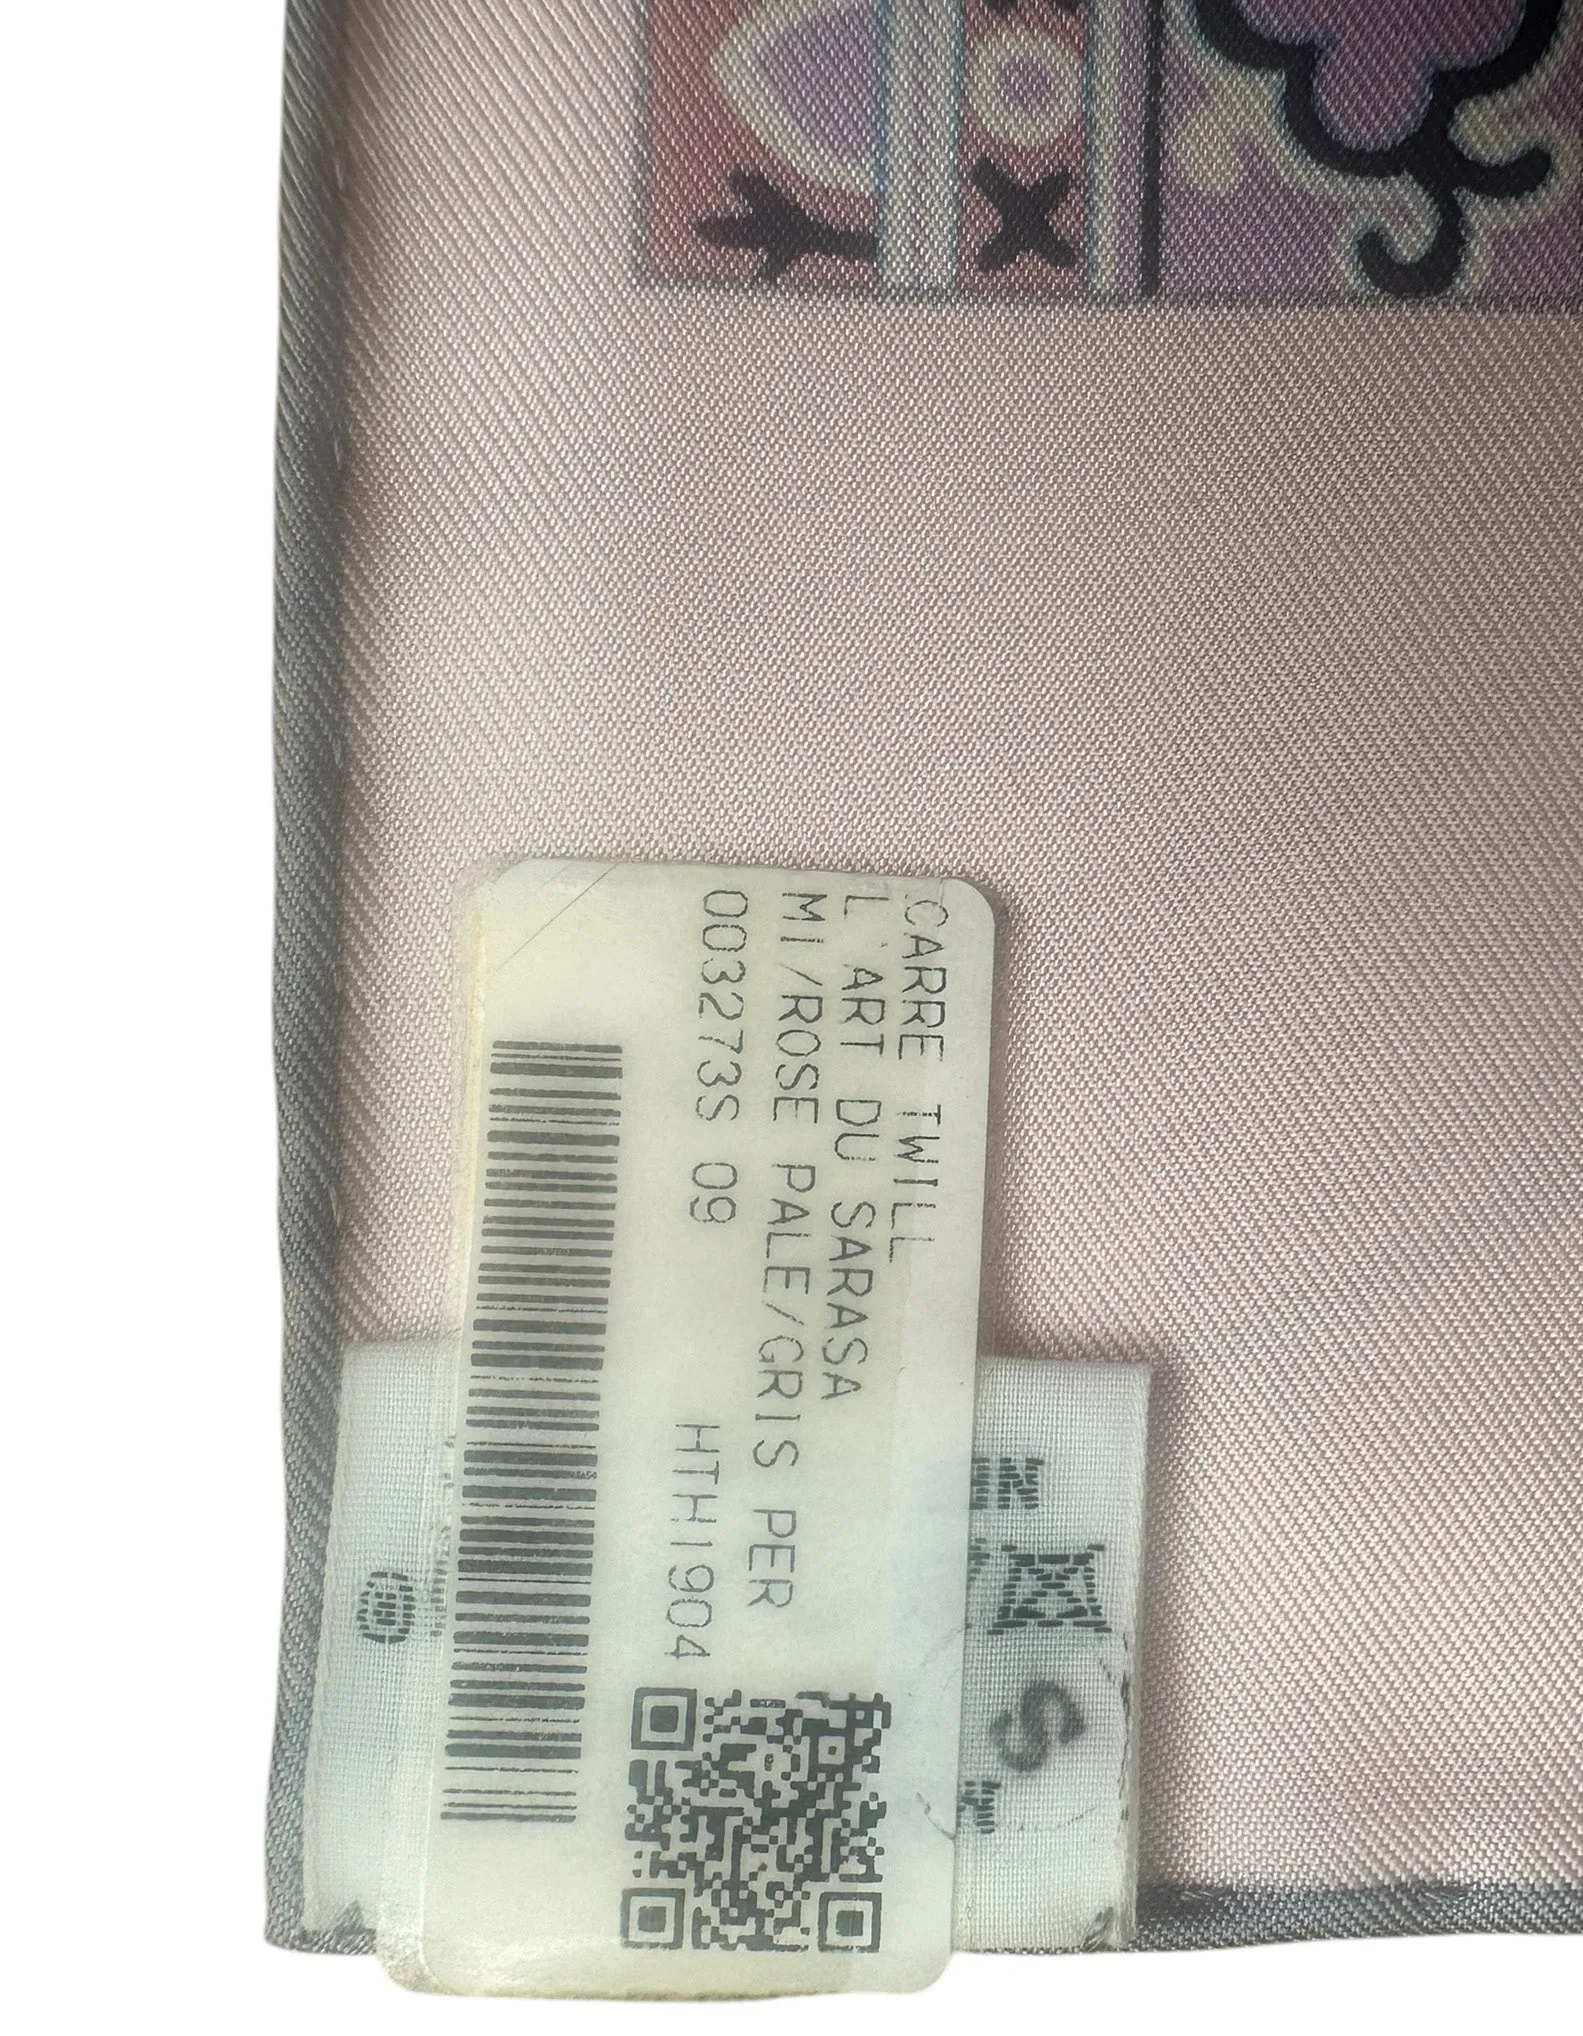 CARRE TWILL
L'ART DU SARASA
MI/ROSE PALE/GRIS PER
003273S 09 HTH1904
S